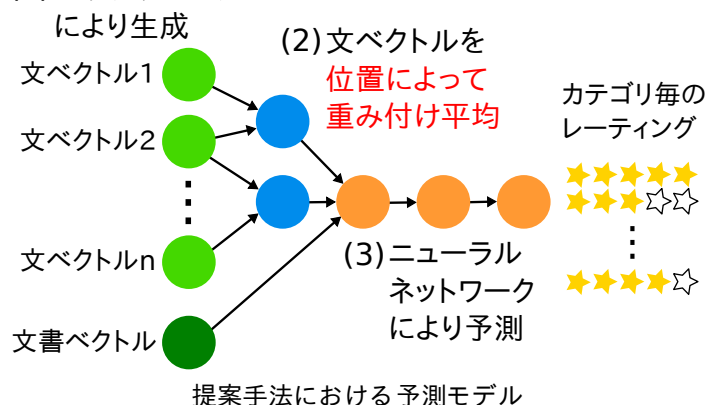 により生成
(2)文ベクトルを
位置によって
重み付け平均
文ベクトル1
文ベクトル2
文ベクトルn
文書ベクトル
カテゴリ毎の
レーティング
(3)ニューラル
ネットワーク
により予測
提案手法における予測モデル